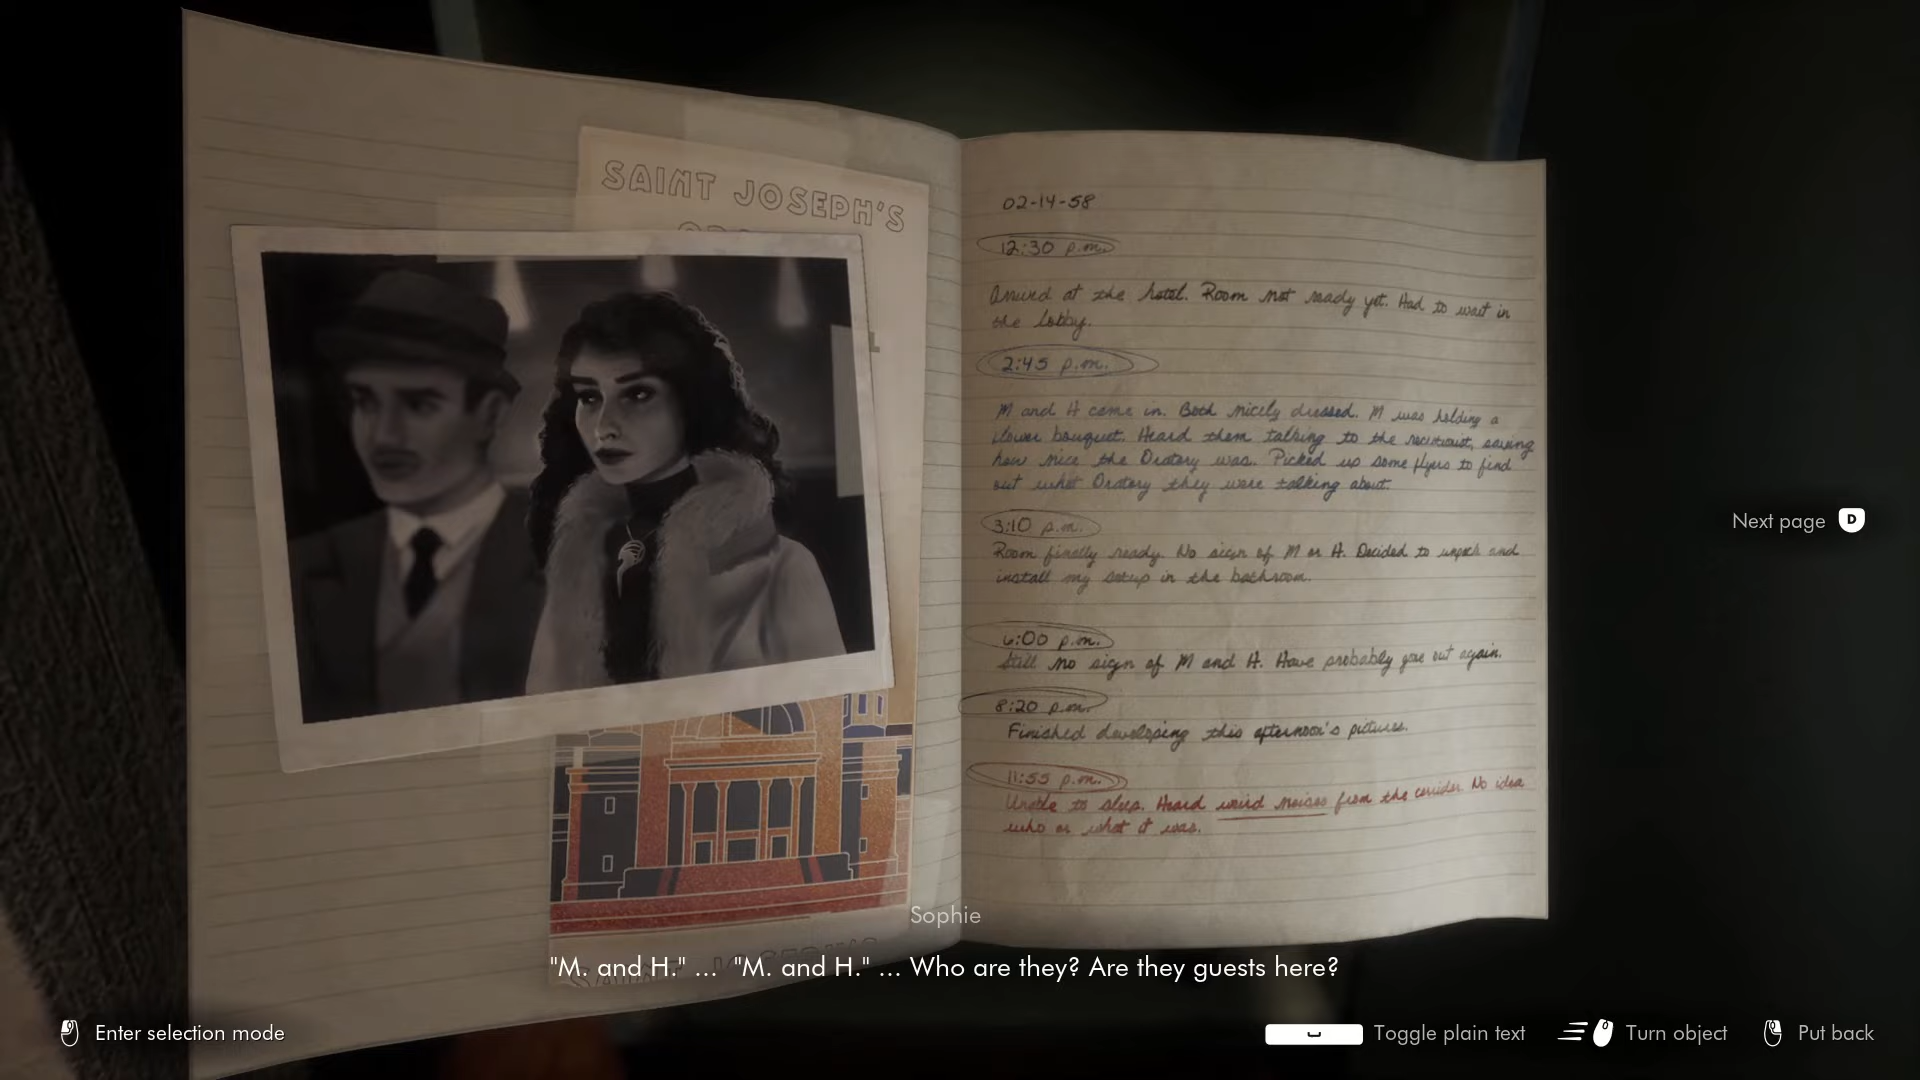 SAINT JOSEPH'S
02-14-58
12:30 p.m.
Arrived at the hotel. Room not ready yet. Had to wait in
the lobby.
2:45 p.m.
M and H came in. Both nicely dressed. M was holding a
flower bouquet. Heard them talking to the receptionist, saying
how nice the Oratory was. Picked up some flyers to find
out what Oratory they were talking about.
3:10 p.m.
Room finally ready. No sign of M or H. Decided to unpack and
install my setup in the bathroom.
6:00 p.m.
Still no sign of M and H. Have probably gone out again.
8:20 p.m.
Finished developing this afternoon's pictures.
11:55 p.m.
Unable to sleep. Heard weird noises from the corridor. No idea
who or what it was.
Next page D
Sophie
"M. and H." ... "M. and H." ... Who are they? Are they guests here?
Enter selection mode
Toggle plain text
Turn object
Put back